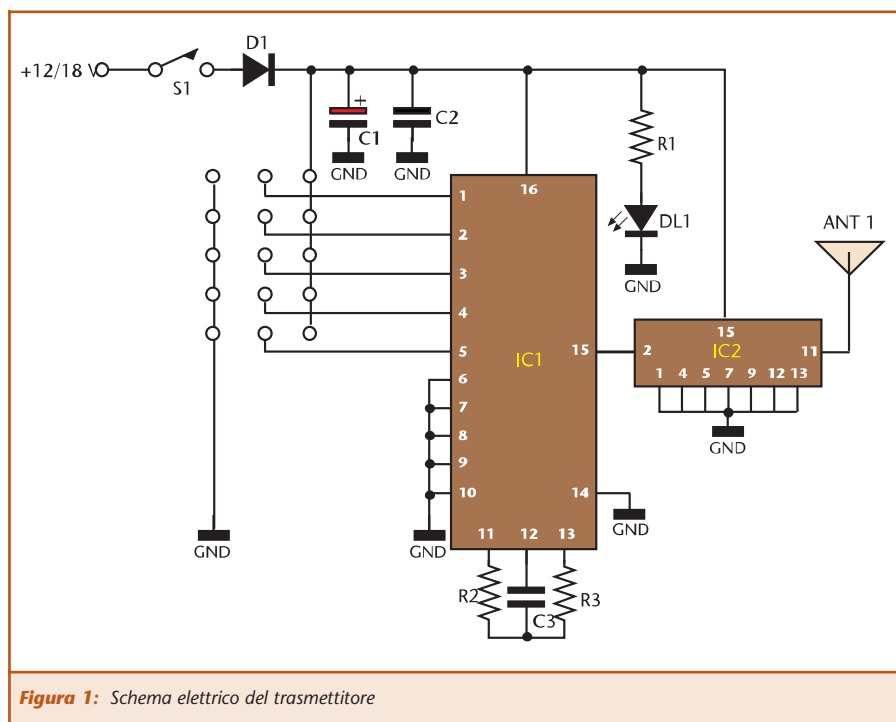 D1
+12/18 V
S1
+
C1
C2
GND
GND
R1
DL1
GND
ANT 1
16
1
2
3
4
5
6
7
8
9
10
IC1
15
14
11
12
13
GND
GND
GND
R2
C3
R3
15
2
IC2
11
1 4 5 7 9 12 13
GND
Figura 1: Schema elettrico del trasmettitore